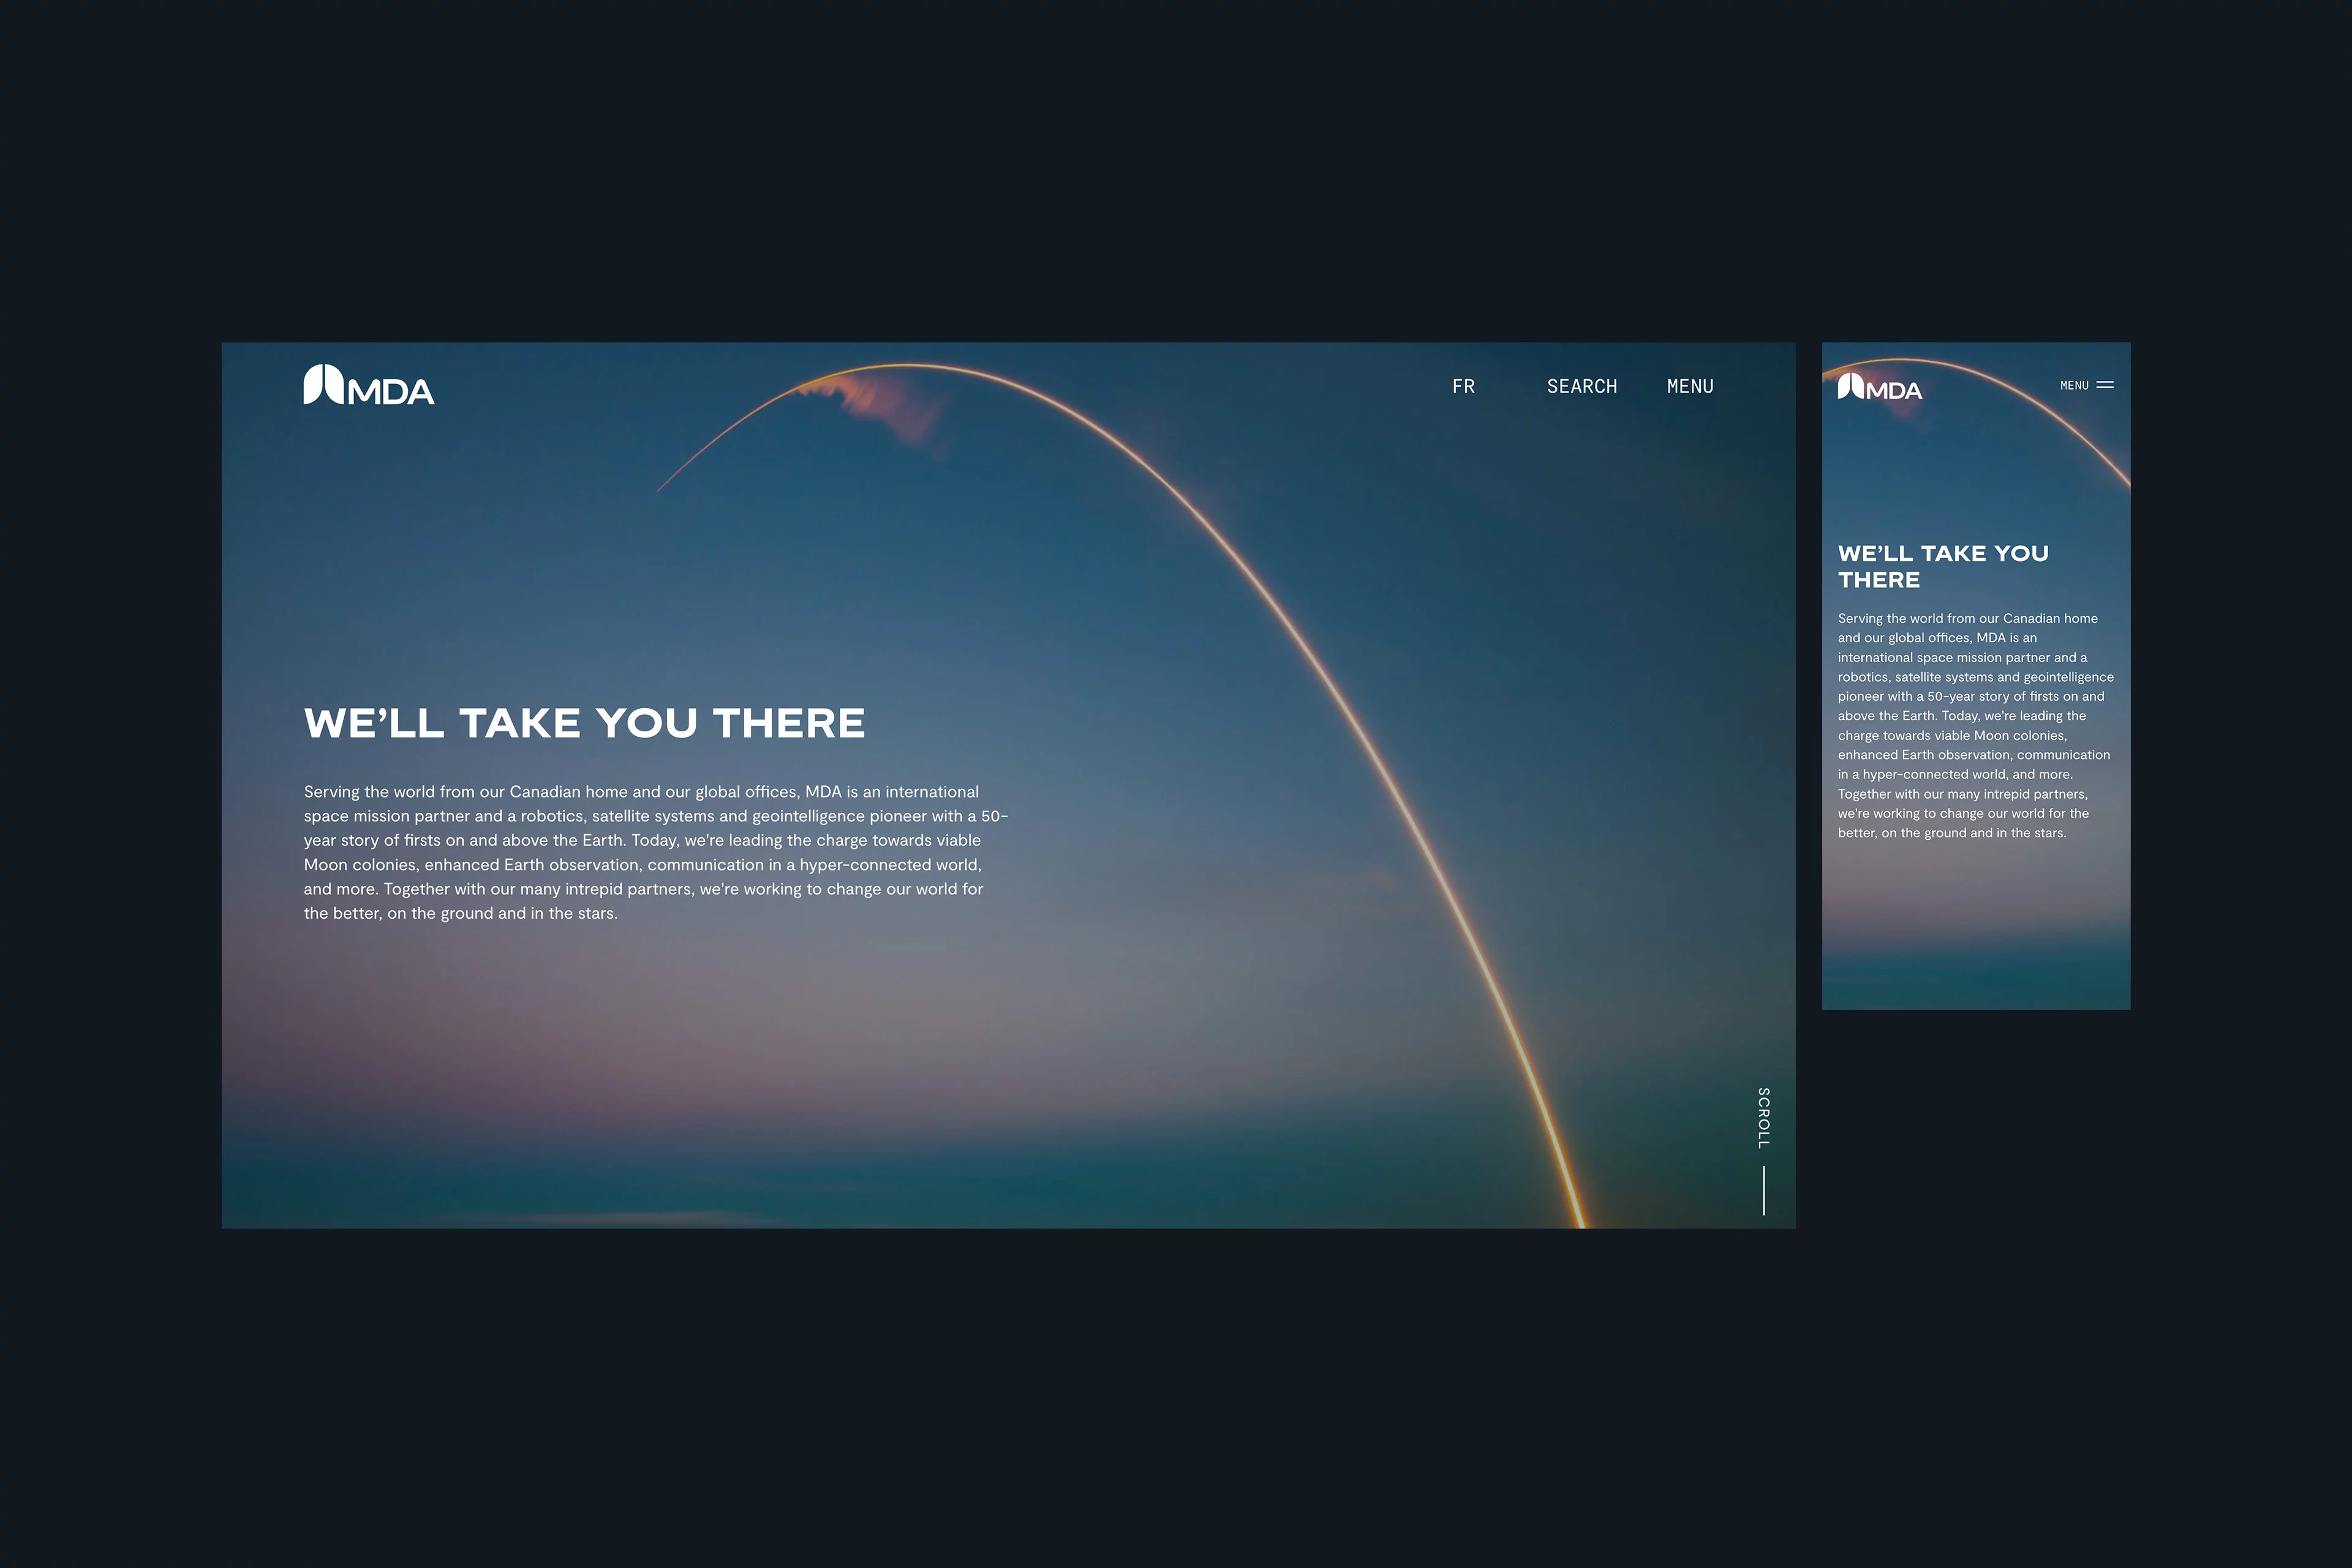 MDA
FR SEARCH MENU
WE’LL TAKE YOU THERE
Serving the world from our Canadian home and our global offices, MDA is an international
space mission partner and a robotics, satellite systems and geointelligence pioneer with a 50-
year story of firsts on and above the Earth. Today, we're leading the charge towards viable
Moon colonies, enhanced Earth observation, communication in a hyper-connected world,
and more. Together with our many intrepid partners, we're working to change our world for
the better, on the ground and in the stars.
SCROLL
MDA
MENU
WE’LL TAKE YOU
THERE
Serving the world from our Canadian home
and our global offices, MDA is an
international space mission partner and a
robotics, satellite systems and geointelligence
pioneer with a 50-year story of firsts on and
above the Earth. Today, we're leading the
charge towards viable Moon colonies,
enhanced Earth observation, communication
in a hyper-connected world, and more.
Together with our many intrepid partners,
we're working to change our world for the
better, on the ground and in the stars.